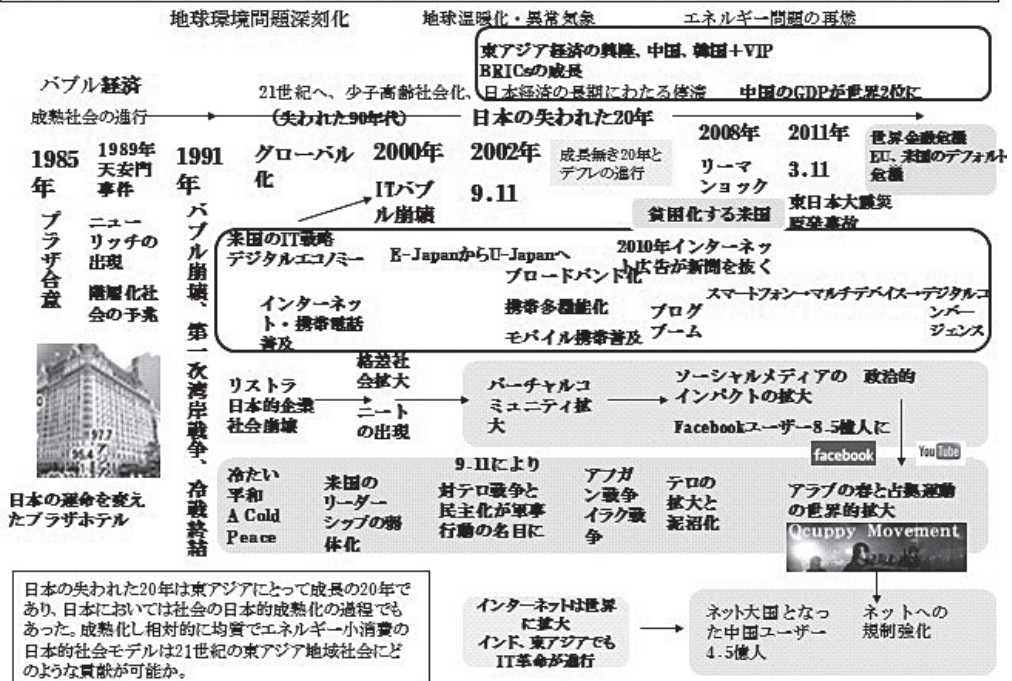 地球環境問題深刻化
地球温暖化・異常気象
エネルギー問題の再燃
東アジア経済の興隆、中国、韓国＋VIP
BRICsの成長
バブル経済
21世紀へ、少子高齢社会化、日本経済の長期にわたる停滞
中国のGDPが世界2位に
成熟社会の進行
(失われた90年代)
日本の失われた20年
1985
年
プラザ合意
1989年
天安門
事件
ニュー
リッチの
出現
階層化社
会の予兆
1991
年
バブル崩壊、第一次湾岸戦争、冷戦終結
グローバル
化
2000年
ITバブ
ル崩壊
2002年
9.11
成長無き20年と
デフレの進行
2008年
リーマ
ンショック
2011年
3.11
東日本大震災
原発事故
世界金融危機
EU、米国のデフォルト
危機
貧困化する米国
米国のIT戦略
デジタルエコノミー
E-JapanからU-Japanへ
2010年インターネッ
ト広告が新聞を抜く
ブロードバンド化
インターネッ
ト・携帯電話
普及
携帯多機能化
モバイル携帯普及
ブログ
ブーム
スマートフォン・マルチデバイス・デジタルコ
ンバー
ジェンス
リストラ
日本的企業
社会崩壊
格差社
会拡大
ニート
の出現
バーチャルコ
ミュニティ拡
大
ソーシャルメディアの 政治的
インパクトの拡大
Facebookユーザー8.5億人に
facebook
YouTube
1977
95.4
日本の運命を変え
たプラザホテル
冷たい
平和
A Cold
Peace
米国の
リーダー
シップの弱
体化
9.11により
対テロ戦争と
民主化が軍事
行動の名目に
アフガ
ン戦争
イラク戦
争
テロの
拡大と
泥沼化
アラブの春と占拠運動
の世界的拡大
Ocuppy Movement
日本の失われた20年は東アジアにとって成長の20年で
あり、日本においては社会の日本的成熟化の過程でも
あった。成熟化し相対的に均質でエネルギー小消費の
日本的社会モデルは21世紀の東アジア地域社会にど
のような貢献が可能か。
インターネットは世界
に拡大
インド、東アジアでも
IT革命が進行
ネット大国となっ
た中国ユーザー
4.5億人
ネットへの
規制強化